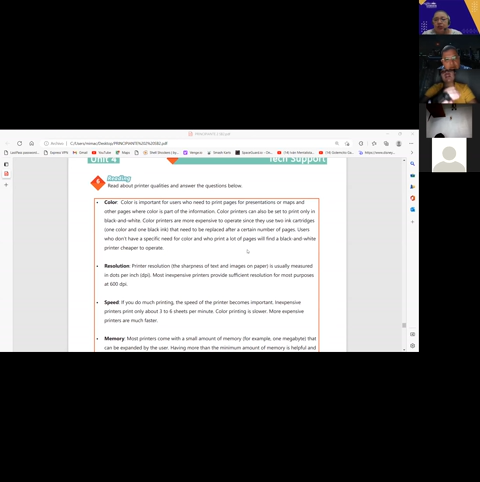 Unit 4
Tech Support
Reading
Read about printer qualities and answer the questions below.
• Color: Color is important for users who need to print pages for presentations or maps and
other pages where color is part of the information. Color printers can also be set to print only in
black-and-white. Color printers are more expensive to operate since they use two ink cartridges
(one color and one black ink) that need to be replaced after a certain number of pages. Users
who don't have a specific need for color and who print a lot of pages will find a black-and-white
printer cheaper to operate.
• Resolution: Printer resolution (the sharpness of text and images on paper) is usually measured
in dots per inch (dpi). Most inexpensive printers provide sufficient resolution for most purposes
at 600 dpi.
• Speed: If you do much printing, the speed of the printer becomes important. Inexpensive
printers print only about 3 to 6 sheets per minute. Color printing is slower. More expensive
printers are much faster.
• Memory: Most printers come with a small amount of memory (for example, one megabyte) that
can be expanded by the user. Having more than the minimum amount of memory is helpful and